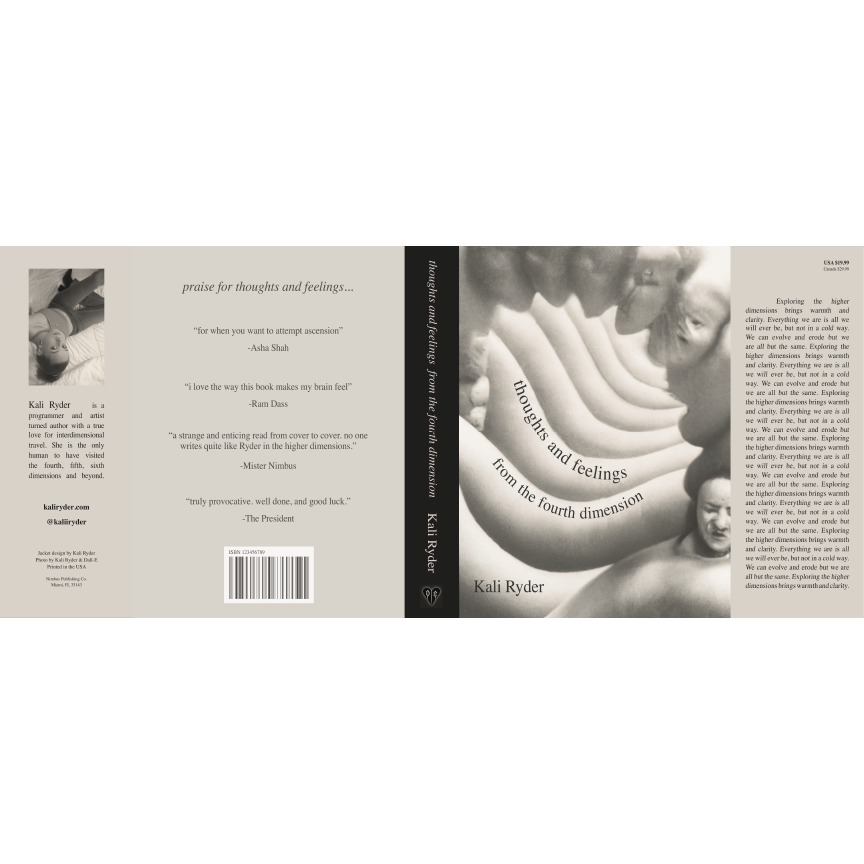 Kali Ryder is a
programmer and artist
turned author with a true
love for interdimensional
travel. She is the only
human to have visited
the fourth, fifth, sixth
dimensions and beyond.
kaliryder.com
@kaliiryder
Jacket design by Kali Ryder
Photo by Kali Ryder & Dall-E
Printed in the USA
Nimbus Publishing Co.
Miami, FL 33143
praise for thoughts and feelings...
“for when you want to attempt ascension”
-Asha Shah
“i love the way this book makes my brain feel”
-Ram Dass
“a strange and enticing read from cover to cover. no one
writes quite like Ryder in the higher dimensions.”
-Mister Nimbus
“truly provocative. well done, and good luck.”
-The President
ISBN 123456789
thoughts and feelings from the fourth dimension Kali Ryder
thoughts and feelings
from the fourth dimension
Kali Ryder
USA $19.99
Canada $29.99
Exploring the higher
dimensions brings warmth and
clarity. Everything we are is all we
will ever be, but not in a cold way.
We can evolve and erode but we
are all but the same. Exploring the
higher dimensions brings warmth
and clarity. Everything we are is all
we will ever be, but not in a cold
way. We can evolve and erode but
we are all but the same. Exploring
the higher dimensions brings warmth
and clarity. Everything we are is all
we will ever be, but not in a cold
way. We can evolve and erode but
we are all but the same. Exploring
the higher dimensions brings warmth
and clarity. Everything we are is all
we will ever be, but not in a cold
way. We can evolve and erode but
we are all but the same. Exploring
the higher dimensions brings warmth
and clarity. Everything we are is all
we will ever be, but not in a cold
way. We can evolve and erode but
we are all but the same. Exploring
the higher dimensions brings warmth
and clarity. Everything we are is all
we will ever be, but not in a cold way.
We can evolve and erode but we are
all but the same. Exploring the higher
dimensions brings warmth and clarity.